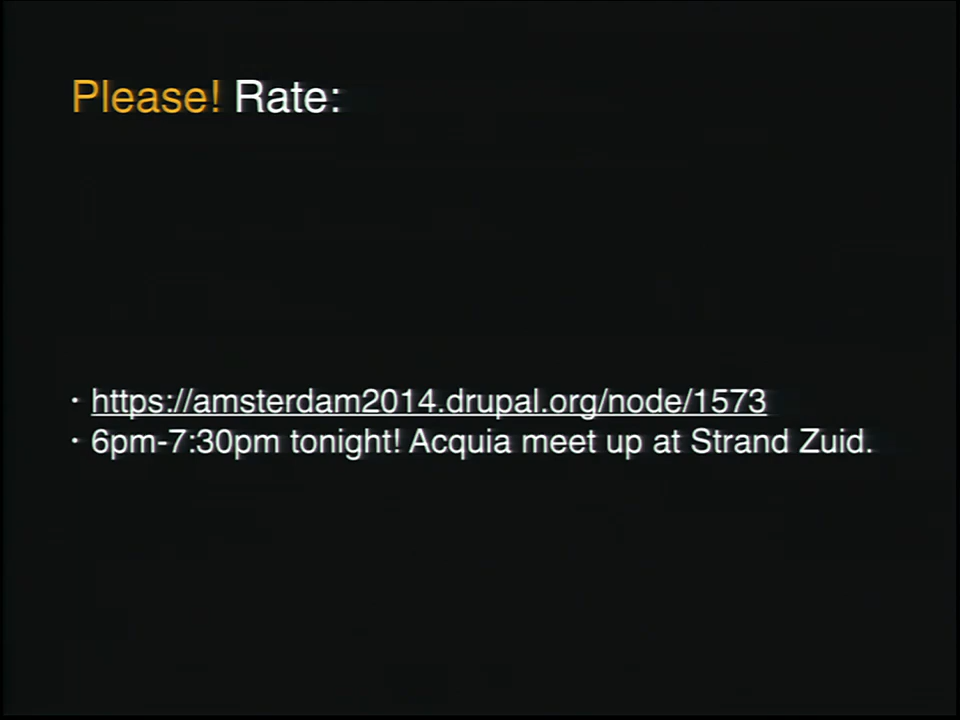 Please! Rate:
· https://amsterdam2014.drupal.org/node/1573
· 6pm-7:30pm tonight! Acquia meet up at Strand Zuid.